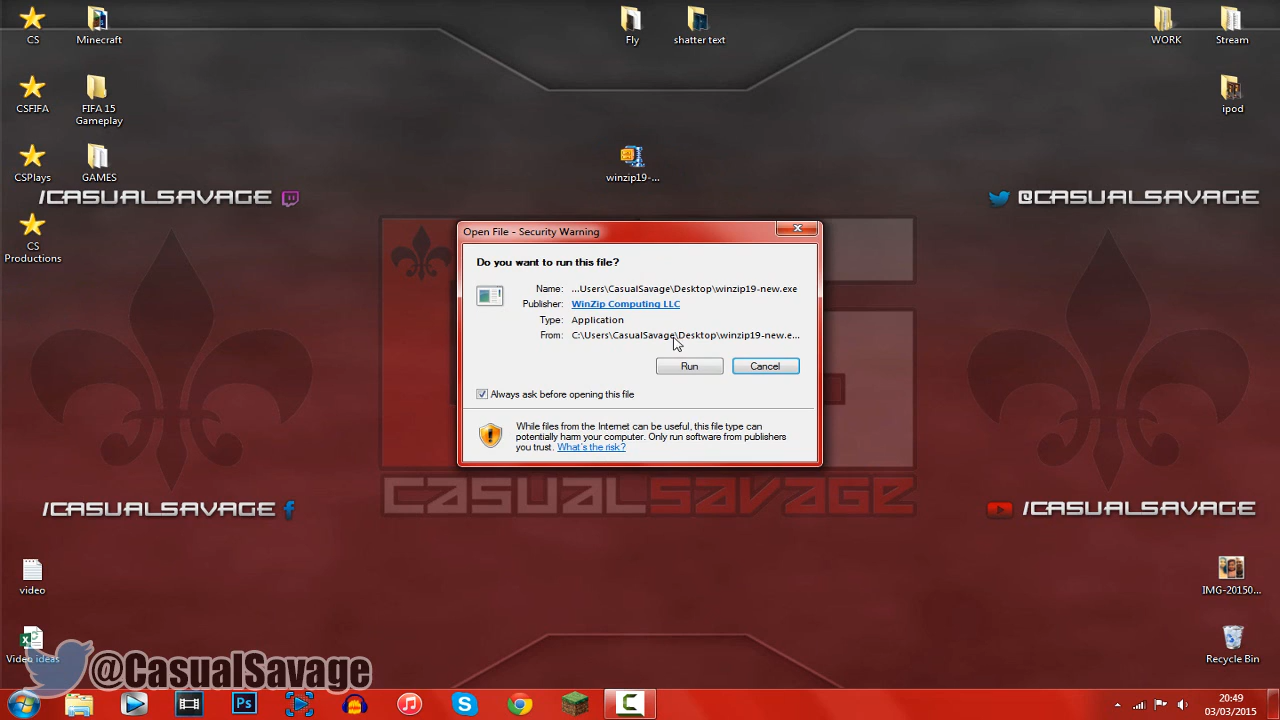 CS
Minecraft
Fly
shatter text
WORK
Stream
CSFIFA
FIFA 15
Gameplay
ipod
CSPlays
GAMES
winzip19-...
/CASUALSAVAGE
@CASUALSAVAGE
CS
Productions
Open File - Security Warning
Do you want to run this file?
Name: ...Users\CasualSavage\Desktop\winzip19-new.exe
Publisher: WinZip Computing LLC
Type: Application
From: C:\Users\CasualSavage\Desktop\winzip19-new.e...
Run
Cancel
Always ask before opening this file
While files from the Internet can be useful, this file type can
potentially harm your computer. Only run software from publishers
you trust. What's the risk?
CASUALSAVAGE
/CASUALSAVAGE
/CASUALSAVAGE
video
IMG-20150...
Video ideas
Recycle Bin
@CasualSavage
Ps
20:49
03/03/2015